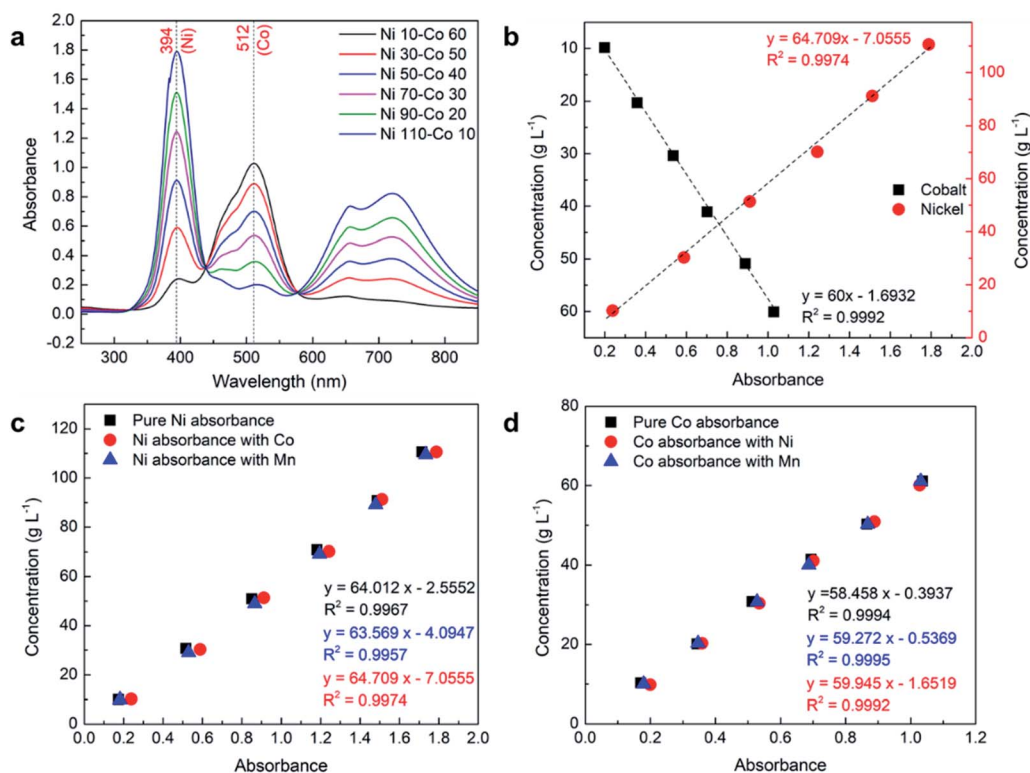 a
394
(Ni)
512
(Co)
Ni 10-Co 60
Ni 30-Co 50
Ni 50-Co 40
Ni 70-Co 30
Ni 90-Co 20
Ni 110-Co 10
2.0
1.8
1.6
1.4
1.2
1.0
0.8
0.6
0.4
0.2
0.0
-0.2
Absorbance
300 400 500 600 700 800
Wavelength (nm)
b
y = 64.709x - 7.0555
R² = 0.9974
Cobalt
Nickel
y = 60x - 1.6932
R² = 0.9992
10
20
30
40
50
60
Concentration (g L⁻¹)
100
80
60
40
20
0
Concentration (g L⁻¹)
0.2 0.4 0.6 0.8 1.0 1.2 1.4 1.6 1.8 2.0
Absorbance
c
Pure Ni absorbance
Ni absorbance with Co
Ni absorbance with Mn
y = 64.012 x - 2.5552
R² = 0.9967
y = 63.569 x - 4.0947
R² = 0.9957
y = 64.709 x - 7.0555
R² = 0.9974
120
100
80
60
40
20
0
Concentration (g L⁻¹)
0.0 0.2 0.4 0.6 0.8 1.0 1.2 1.4 1.6 1.8 2.0
Absorbance
d
Pure Co absorbance
Co absorbance with Ni
Co absorbance with Mn
y =58.458 x - 0.3937
R² = 0.9994
y = 59.272 x - 0.5369
R² = 0.9995
y = 59.945 x - 1.6519
R² = 0.9992
80
60
40
20
0
Concentration (g L⁻¹)
0.0 0.2 0.4 0.6 0.8 1.0 1.2
Absorbance